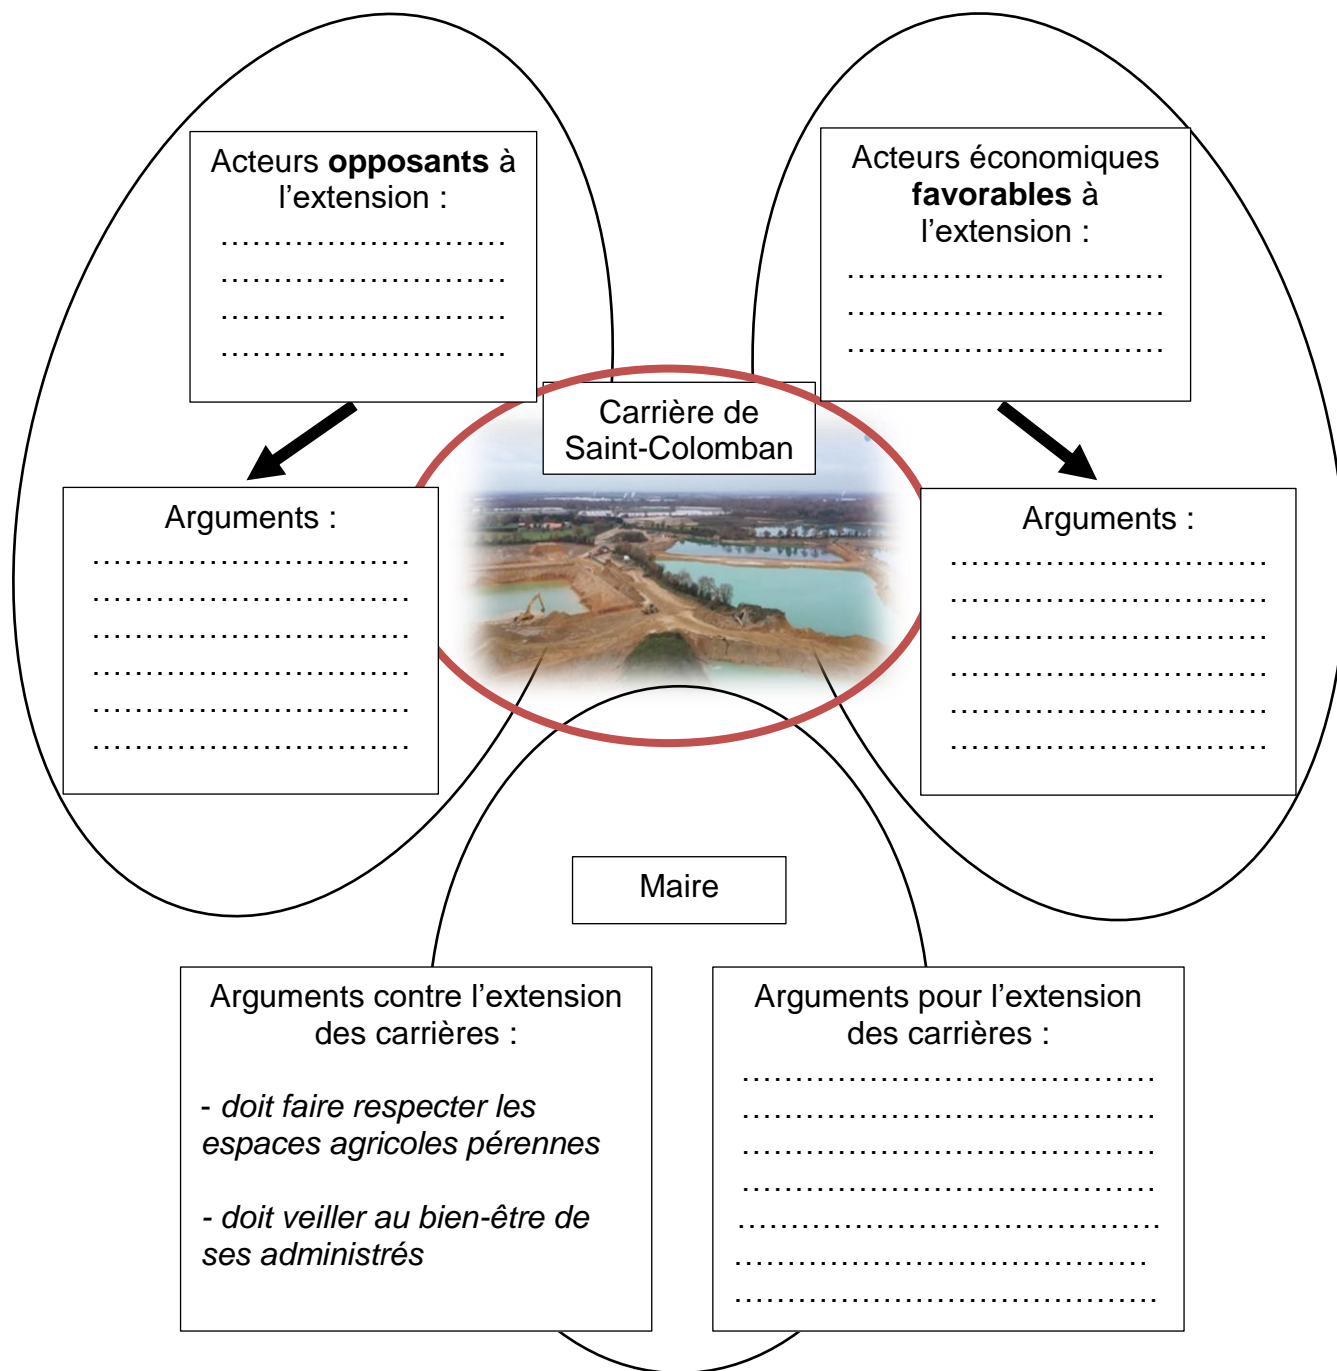 Acteurs opposants à
l’extension :
...........................
...........................
...........................
...........................
Acteurs économiques
favorables à
l’extension :
..............................
..............................
..............................
Carrière de
Saint-Colomban
Arguments :
..............................
..............................
..............................
..............................
..............................
..............................
Arguments :
..............................
..............................
..............................
..............................
..............................
..............................
Maire
Arguments contre l’extension
des carrières :
- doit faire respecter les
espaces agricoles pérennes
- doit veiller au bien-être de
ses administrés
Arguments pour l’extension
des carrières :
.......................................
.......................................
.......................................
.......................................
........................................
.......................................
........................................